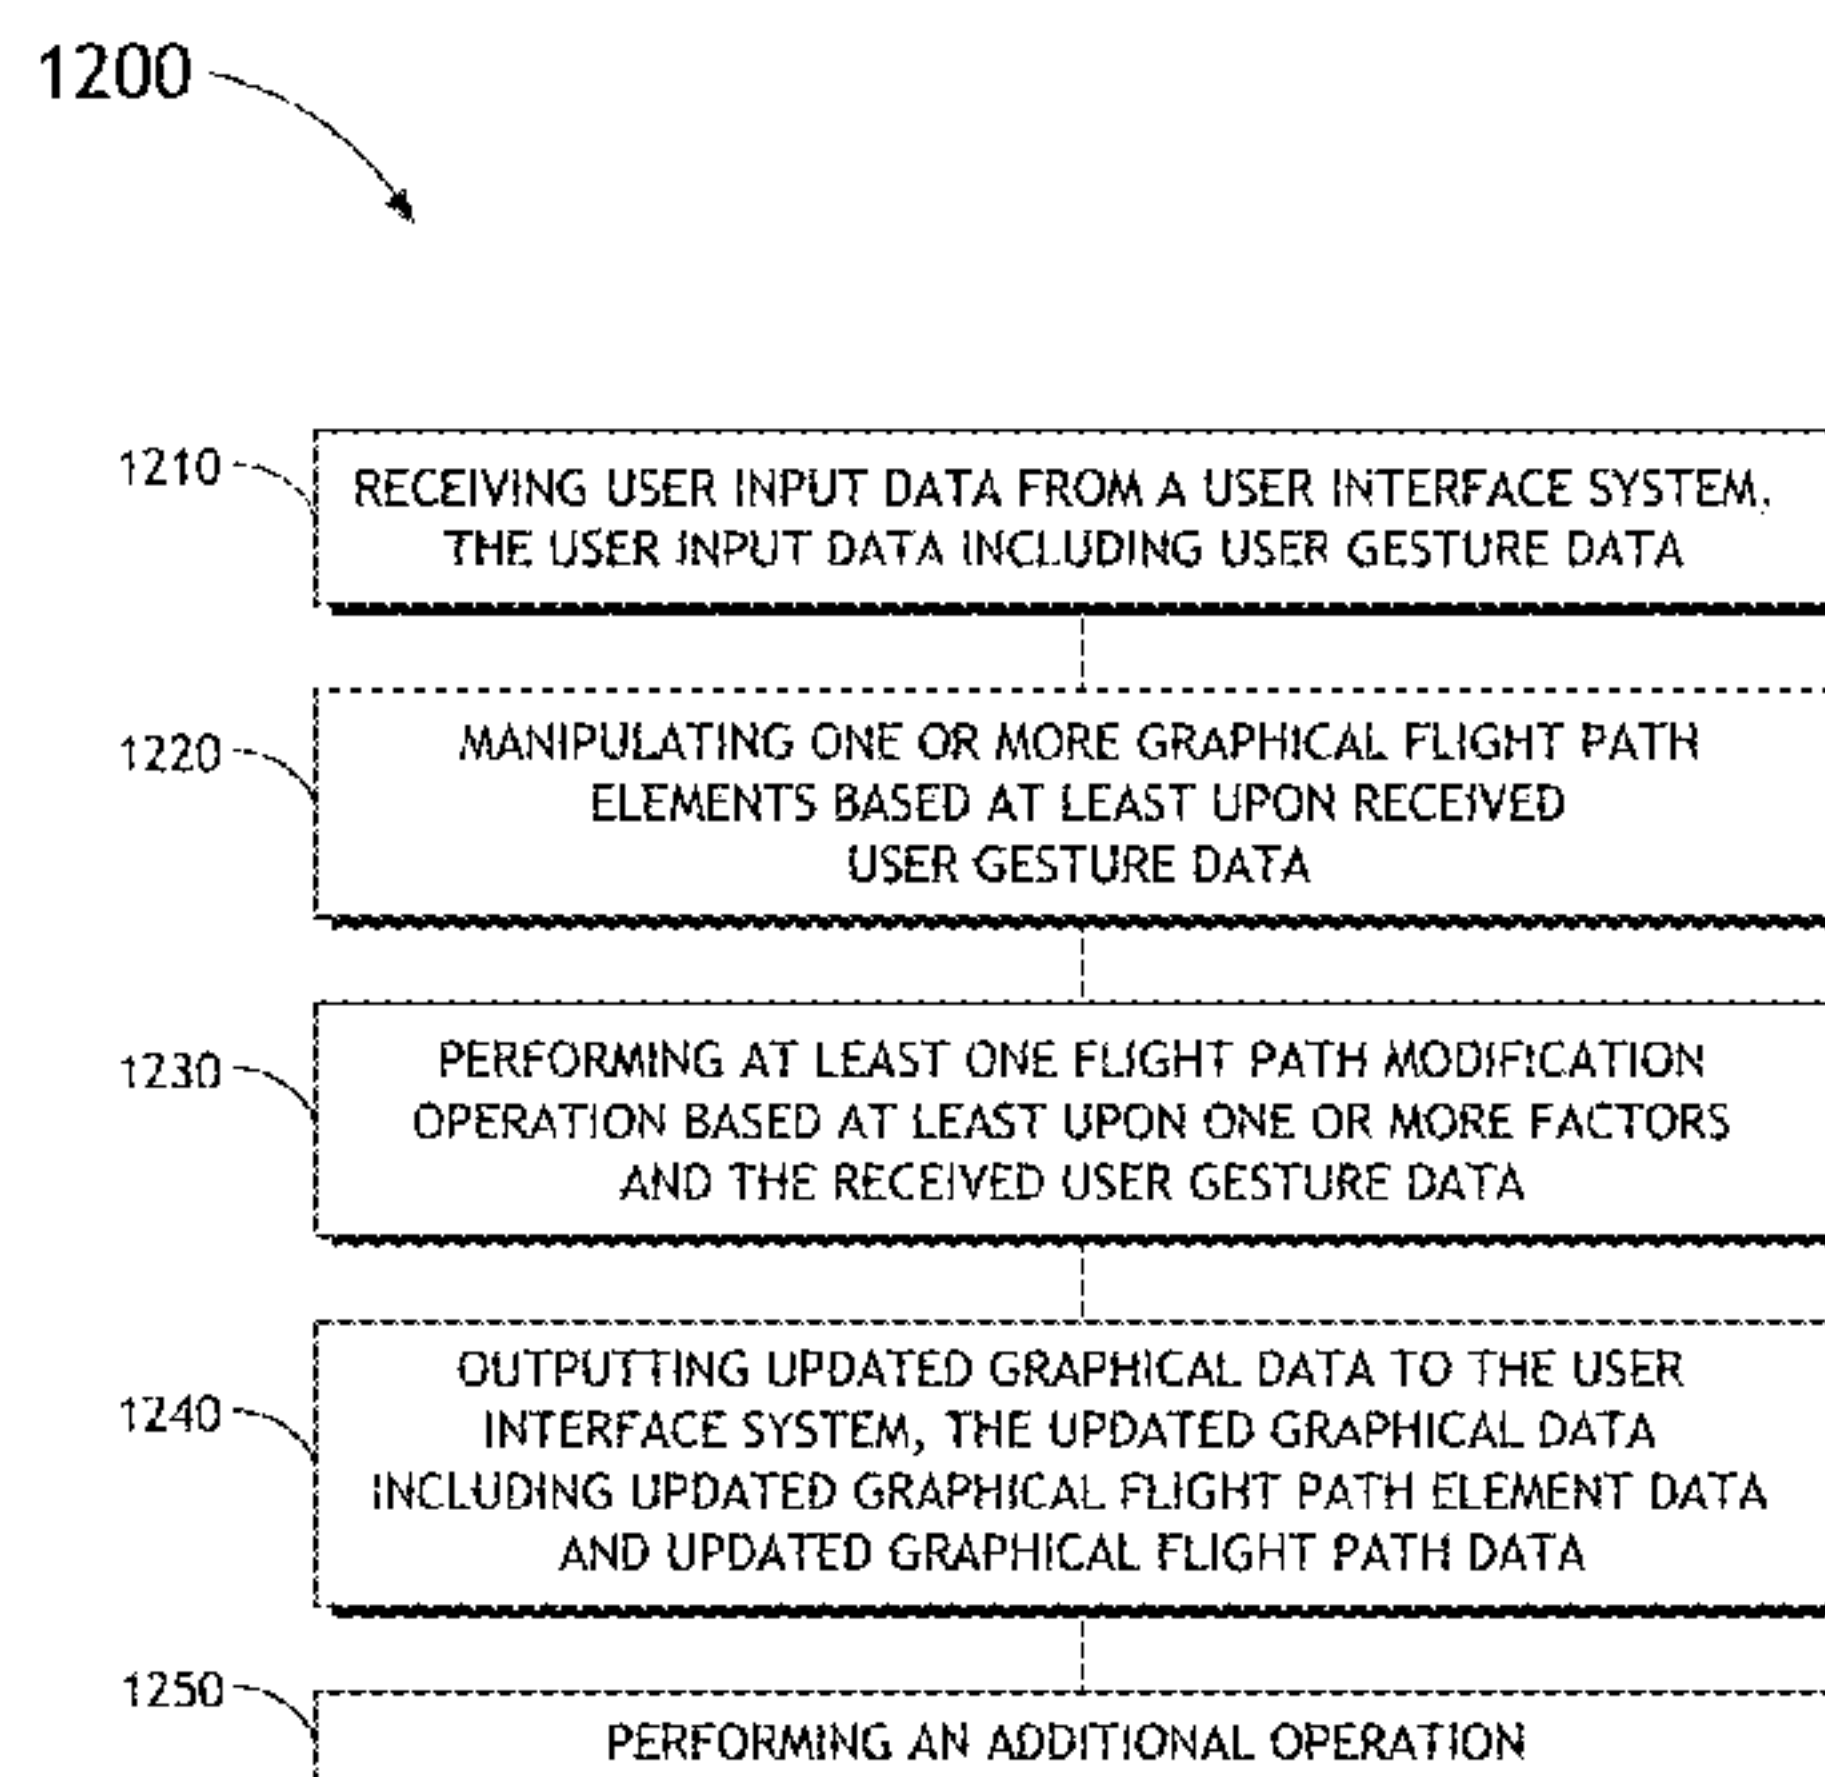 1200
1210
RECEIVING USER INPUT DATA FROM A USER INTERFACE SYSTEM,
THE USER INPUT DATA INCLUDING USER GESTURE DATA
1220
MANIPULATING ONE OR MORE GRAPHICAL FLIGHT PATH
ELEMENTS BASED AT LEAST UPON RECEIVED
USER GESTURE DATA
1230
PERFORMING AT LEAST ONE FLIGHT PATH MODIFICATION
OPERATION BASED AT LEAST UPON ONE OR MORE FACTORS
AND THE RECEIVED USER GESTURE DATA
1240
OUTPUTTING UPDATED GRAPHICAL DATA TO THE USER
INTERFACE SYSTEM, THE UPDATED GRAPHICAL DATA
INCLUDING UPDATED GRAPHICAL FLIGHT PATH ELEMENT DATA
AND UPDATED GRAPHICAL FLIGHT PATH DATA
1250
PERFORMING AN ADDITIONAL OPERATION